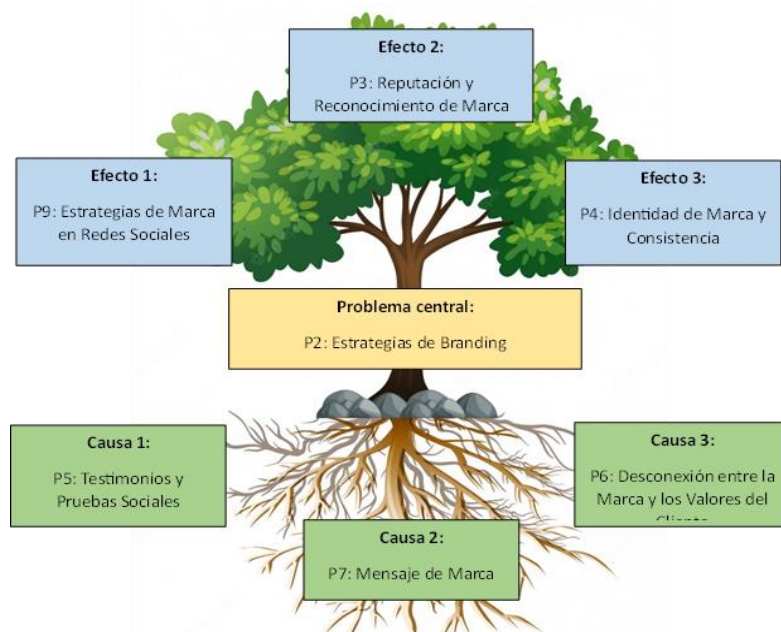 Efecto 2:
P3: Reputación y
Reconocimiento de Marca
Efecto 1:
P9: Estrategias de Marca
en Redes Sociales
Efecto 3:
P4: Identidad de Marca y
Consistencia
Problema central:
P2: Estrategias de Branding
Causa 1:
P5: Testimonios y
Pruebas Sociales
Causa 2:
P7: Mensaje de Marca
Causa 3:
P6: Desconexión entre la
Marca y los Valores del
Cliente